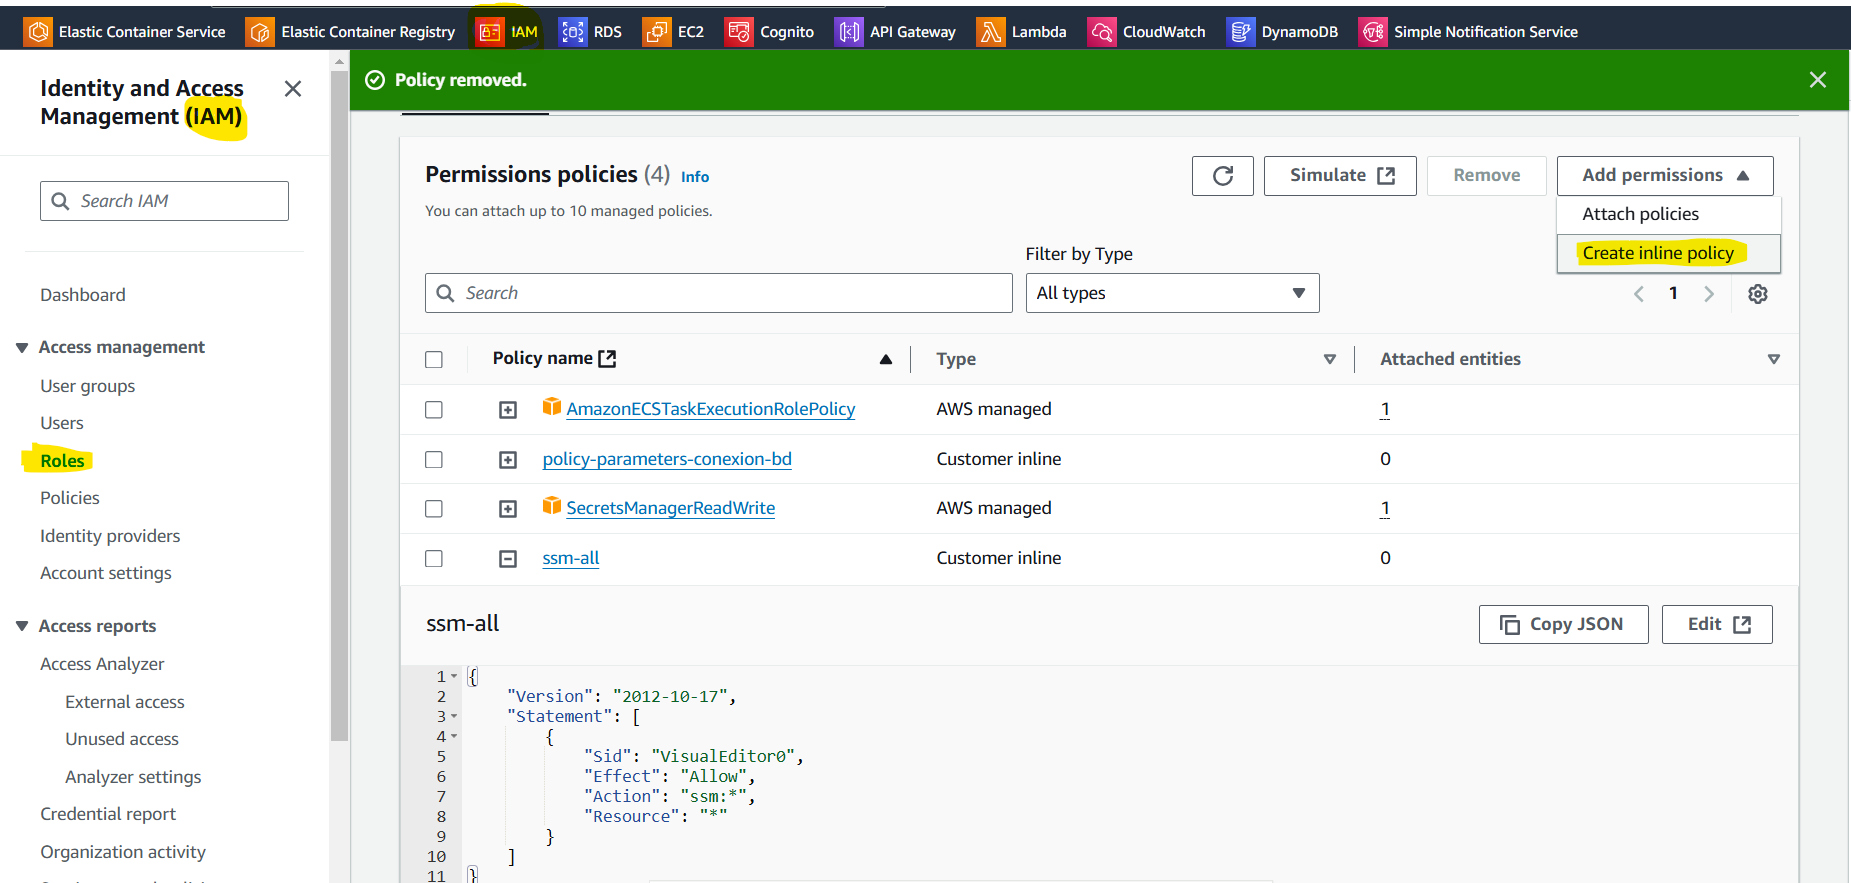 Elastic Container Service Elastic Container Registry IAM RDS EC2 Cognito API Gateway Lambda CloudWatch DynamoDB Simple Notification Service
Identity and Access
Management (IAM)
Search IAM
Dashboard
Access management
User groups
Users
Roles
Policies
Identity providers
Account settings
Access reports
Access Analyzer
External access
Unused access
Analyzer settings
Credential report
Organization activity
Policy removed.
Permissions policies (4) Info
You can attach up to 10 managed policies.
Simulate
Remove
Add permissions
Attach policies
Create inline policy
Filter by Type
Search
All types
1
Policy name Type Attached entities
AmazonECSTaskExecutionRolePolicy AWS managed 1
policy-parameters-conexion-bd Customer inline 0
SecretsManagerReadWrite AWS managed 1
ssm-all Customer inline 0
ssm-all
Copy JSON
Edit
1 {
2 "Version": "2012-10-17",
3 "Statement": [
4 {
5 "Sid": "VisualEditor0",
6 "Effect": "Allow",
7 "Action": "ssm:*",
8 "Resource": "*"
9 }
10 ]
11 }